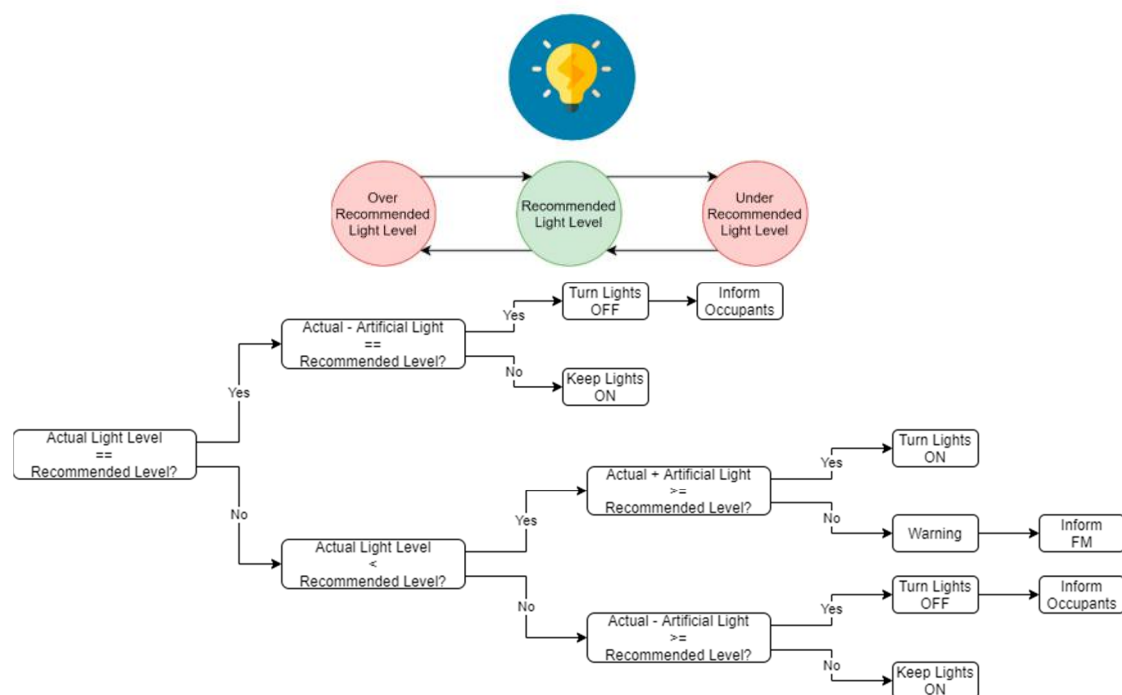 Over
Recommended
Light Level
Recommended
Light Level
Under
Recommended
Light Level
Turn Lights
OFF
Inform
Occupants
Yes
Actual - Artificial Light
==
Recommended Level?
No
Keep Lights
ON
Yes
Actual Light Level
==
Recommended Level?
No
Turn Lights
ON
Yes
Actual + Artificial Light
>=
Recommended Level?
No
Warning
Inform
FM
Yes
Actual Light Level
<
Recommended Level?
No
Turn Lights
OFF
Inform
Occupants
Yes
Actual - Artificial Light
>=
Recommended Level?
No
Keep Lights
ON